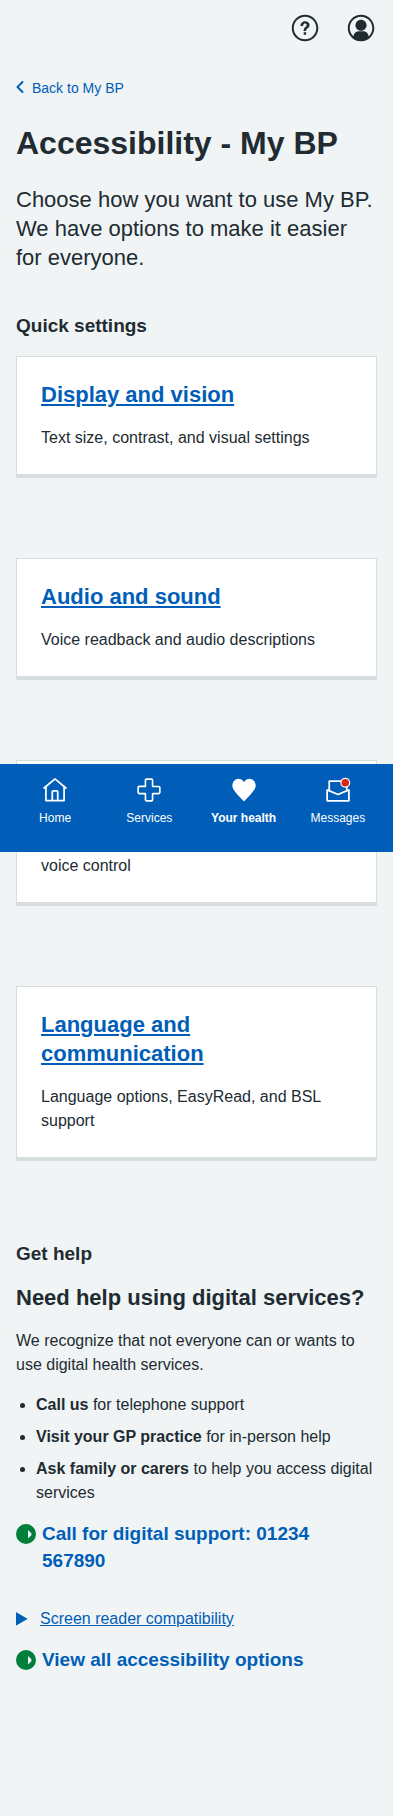 Back to My BP
Accessibility - My BP
Choose how you want to use My BP.
We have options to make it easier
for everyone.
Quick settings
Display and vision
Text size, contrast, and visual settings
Audio and sound
Voice readback and audio descriptions
Home
Services
Your health
Messages
voice control
Language and
communication
Language options, EasyRead, and BSL
support
Get help
Need help using digital services?
We recognize that not everyone can or wants to
use digital health services.
Call us for telephone support
Visit your GP practice for in-person help
Ask family or carers to help you access digital
services
Call for digital support: 01234
567890
Screen reader compatibility
View all accessibility options